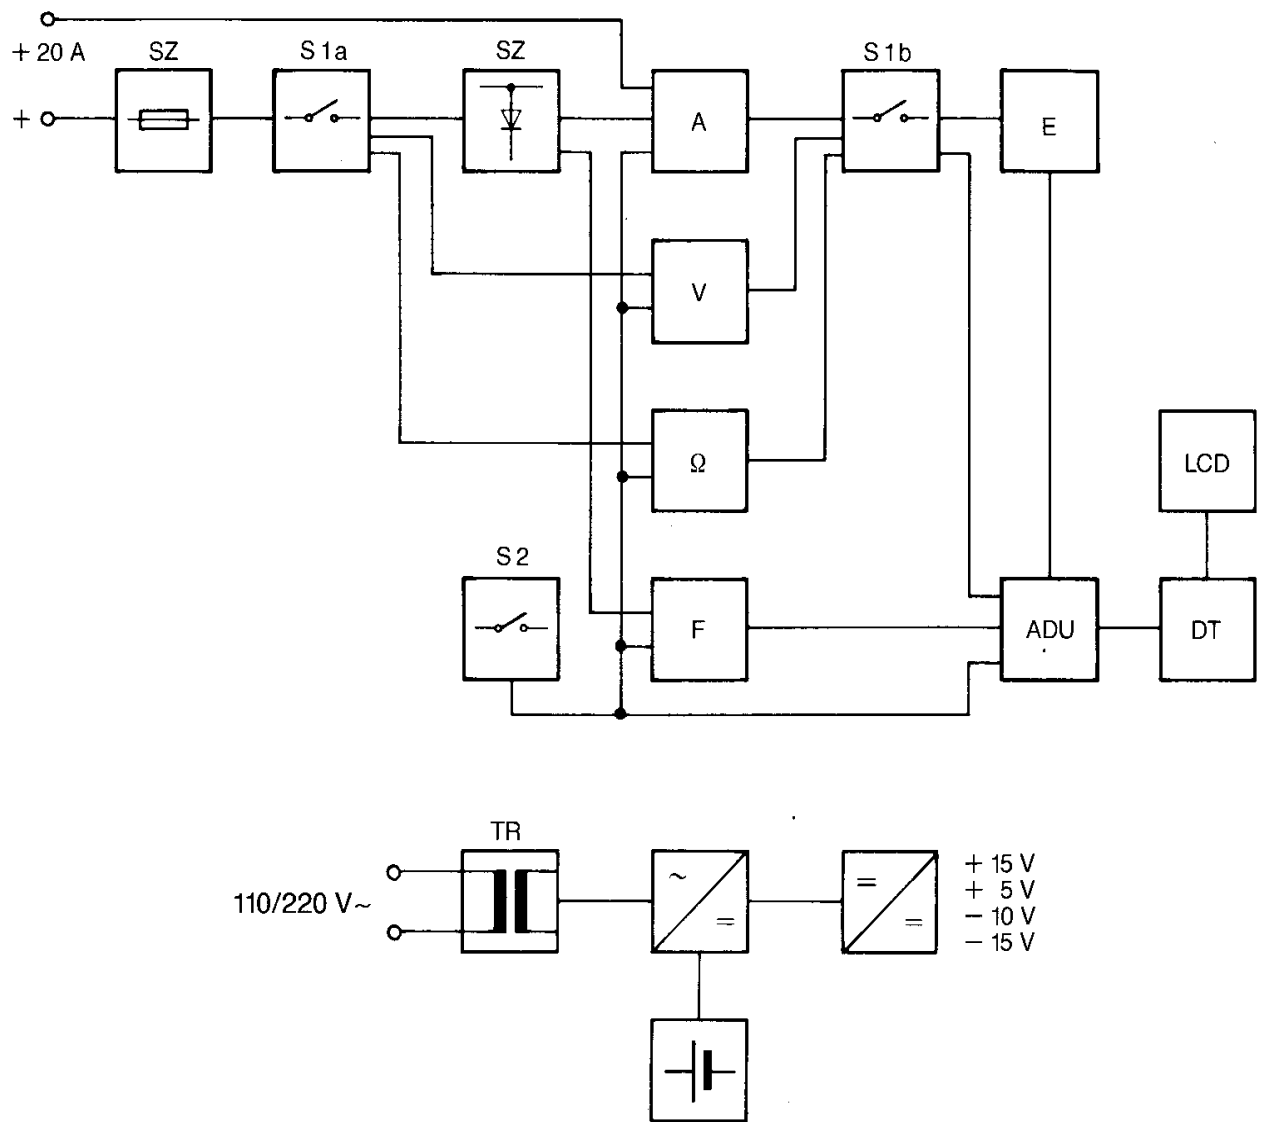 + 20 A
SZ
S 1a
SZ
S 1b
+
A
E
V
Ω
LCD
S 2
F
ADU
DT
TR
110/220 V~
~
=
=
=
+ 15 V
+ 5 V
− 10 V
− 15 V